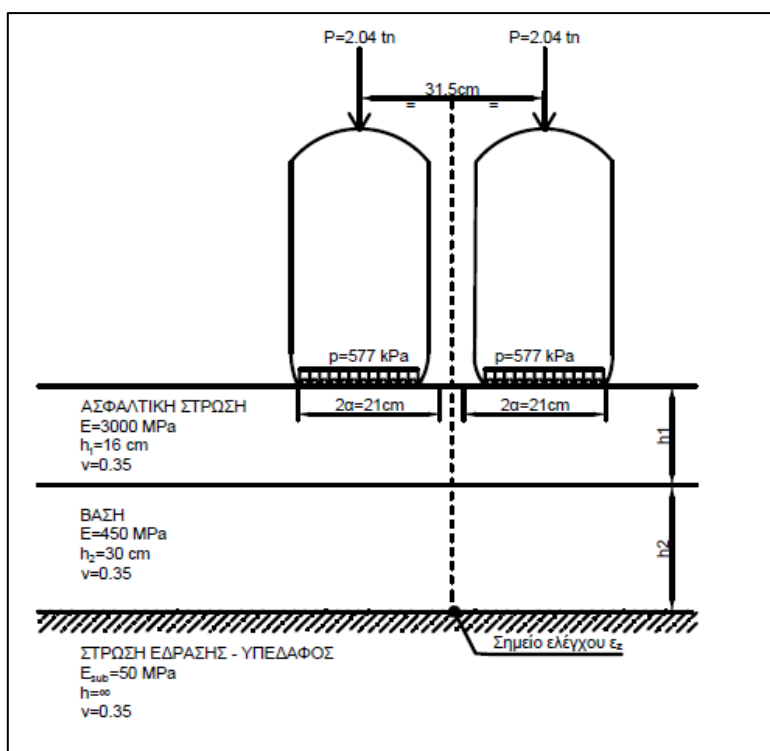 P=2.04 tn
P=2.04 tn
31.5cm
= =
p=577 kPa
p=577 kPa
2α=21cm
2α=21cm
ΑΣΦΑΛΤΙΚΗ ΣΤΡΩΣΗ
E=3000 MPa
h₁=16 cm
v=0.35
h1
ΒΑΣΗ
E=450 MPa
h₂=30 cm
v=0.35
h2
Σημείο ελέγχου εz
ΣΤΡΩΣΗ ΕΔΡΑΣΗΣ - ΥΠΕΔΑΦΟΣ
Esub=50 MPa
h=∞
v=0.35